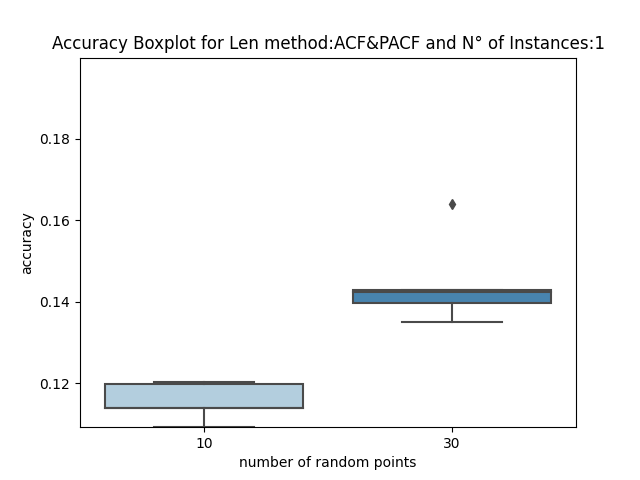 Accuracy Boxplot for Len method:ACF&PACF and N° of Instances:1
0.18
0.16
0.14
0.12
accuracy
10
30
number of random points